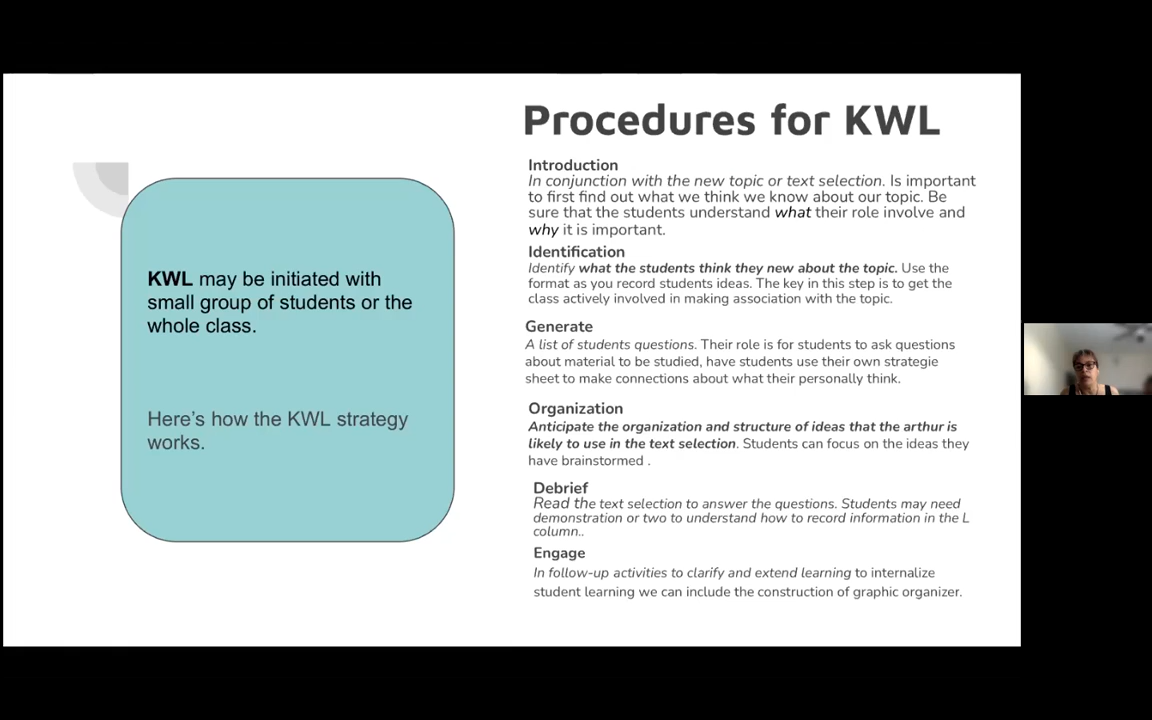 Procedures for KWL
KWL may be initiated with
small group of students or the
whole class.
Here's how the KWL strategy
works.
Introduction
In conjunction with the new topic or text selection. Is important
to first find out what we think we know about our topic. Be
sure that the students understand what their role involve and
why it is important.
Identification
Identify what the students think they new about the topic. Use the
format as you record students ideas. The key in this step is to get the
class actively involved in making association with the topic.
Generate
A list of students questions. Their role is for students to ask questions
about material to be studied, have students use their own strategie
sheet to make connections about what their personally think.
Organization
Anticipate the organization and structure of ideas that the arthur is
likely to use in the text selection. Students can focus on the ideas they
have brainstormed .
Debrief
Read the text selection to answer the questions. Students may need
demonstration or two to understand how to record information in the L
column..
Engage
In follow-up activities to clarify and extend learning to internalize
student learning we can include the construction of graphic organizer.